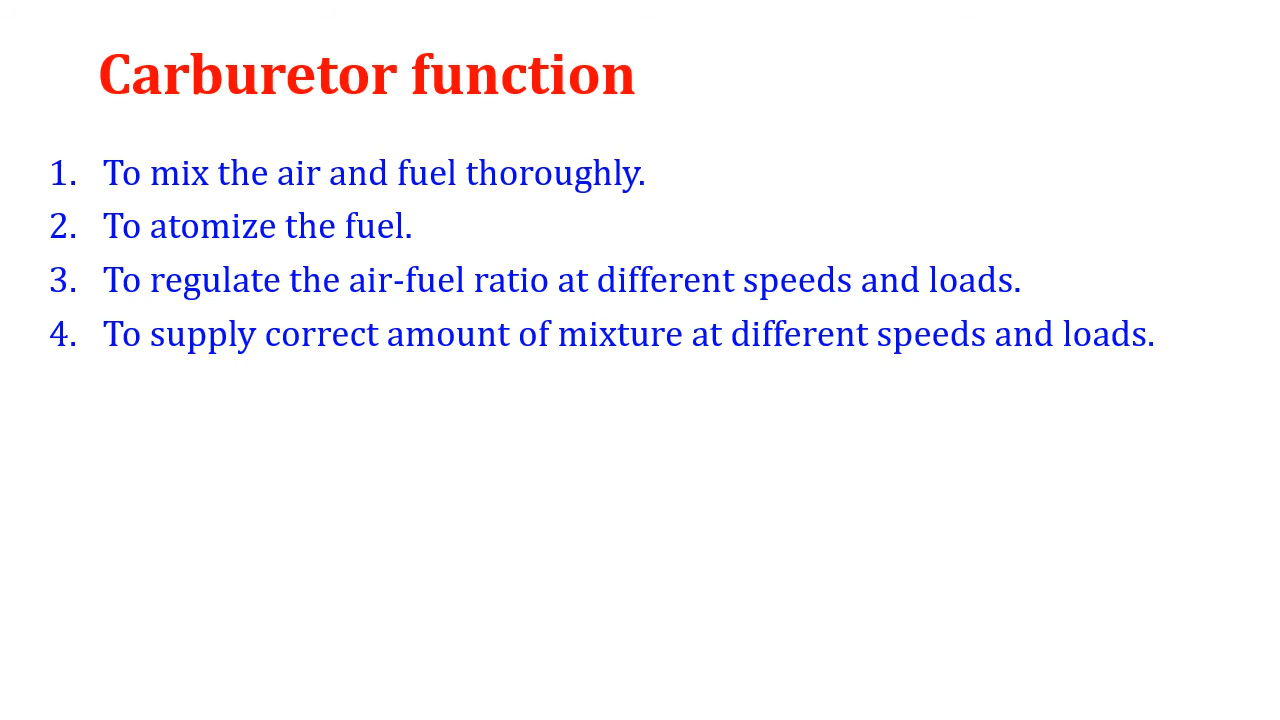 Carburetor function
1. To mix the air and fuel thoroughly.
2. To atomize the fuel.
3. To regulate the air-fuel ratio at different speeds and loads.
4. To supply correct amount of mixture at different speeds and loads.